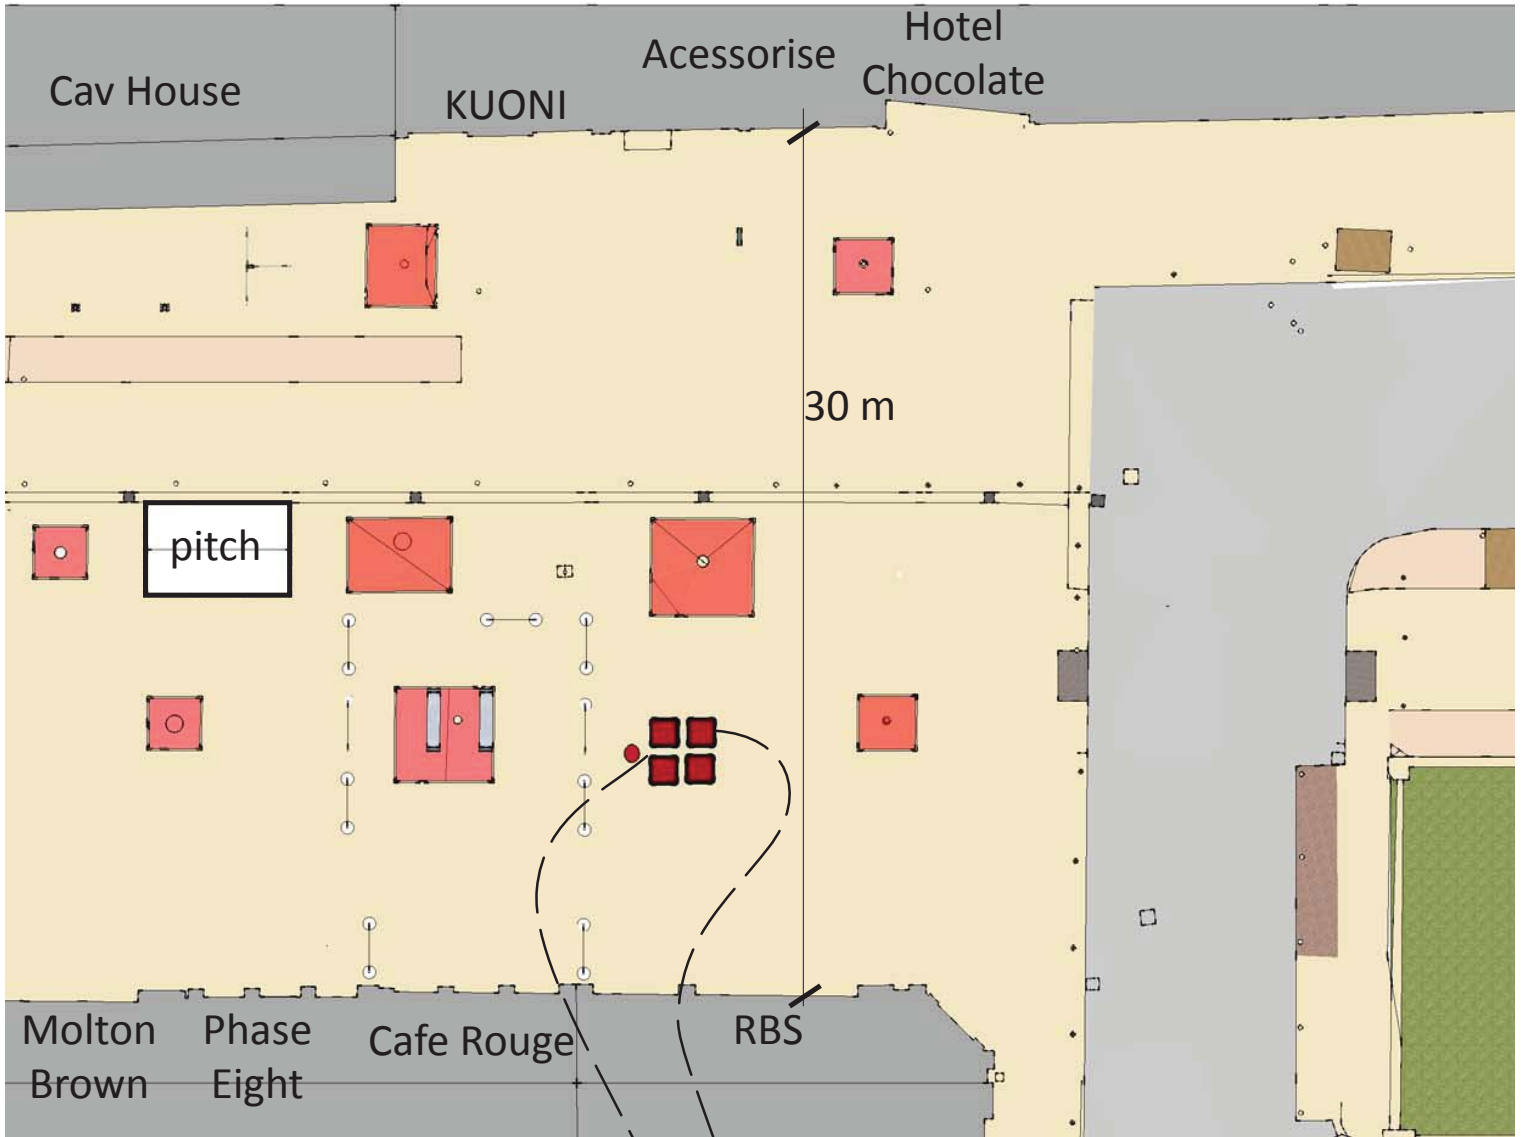 Hotel
Chocolate
Acessorise
Cav House
KUONI
30 m
pitch
Molton
Brown
Phase
Eight
Cafe Rouge
RBS